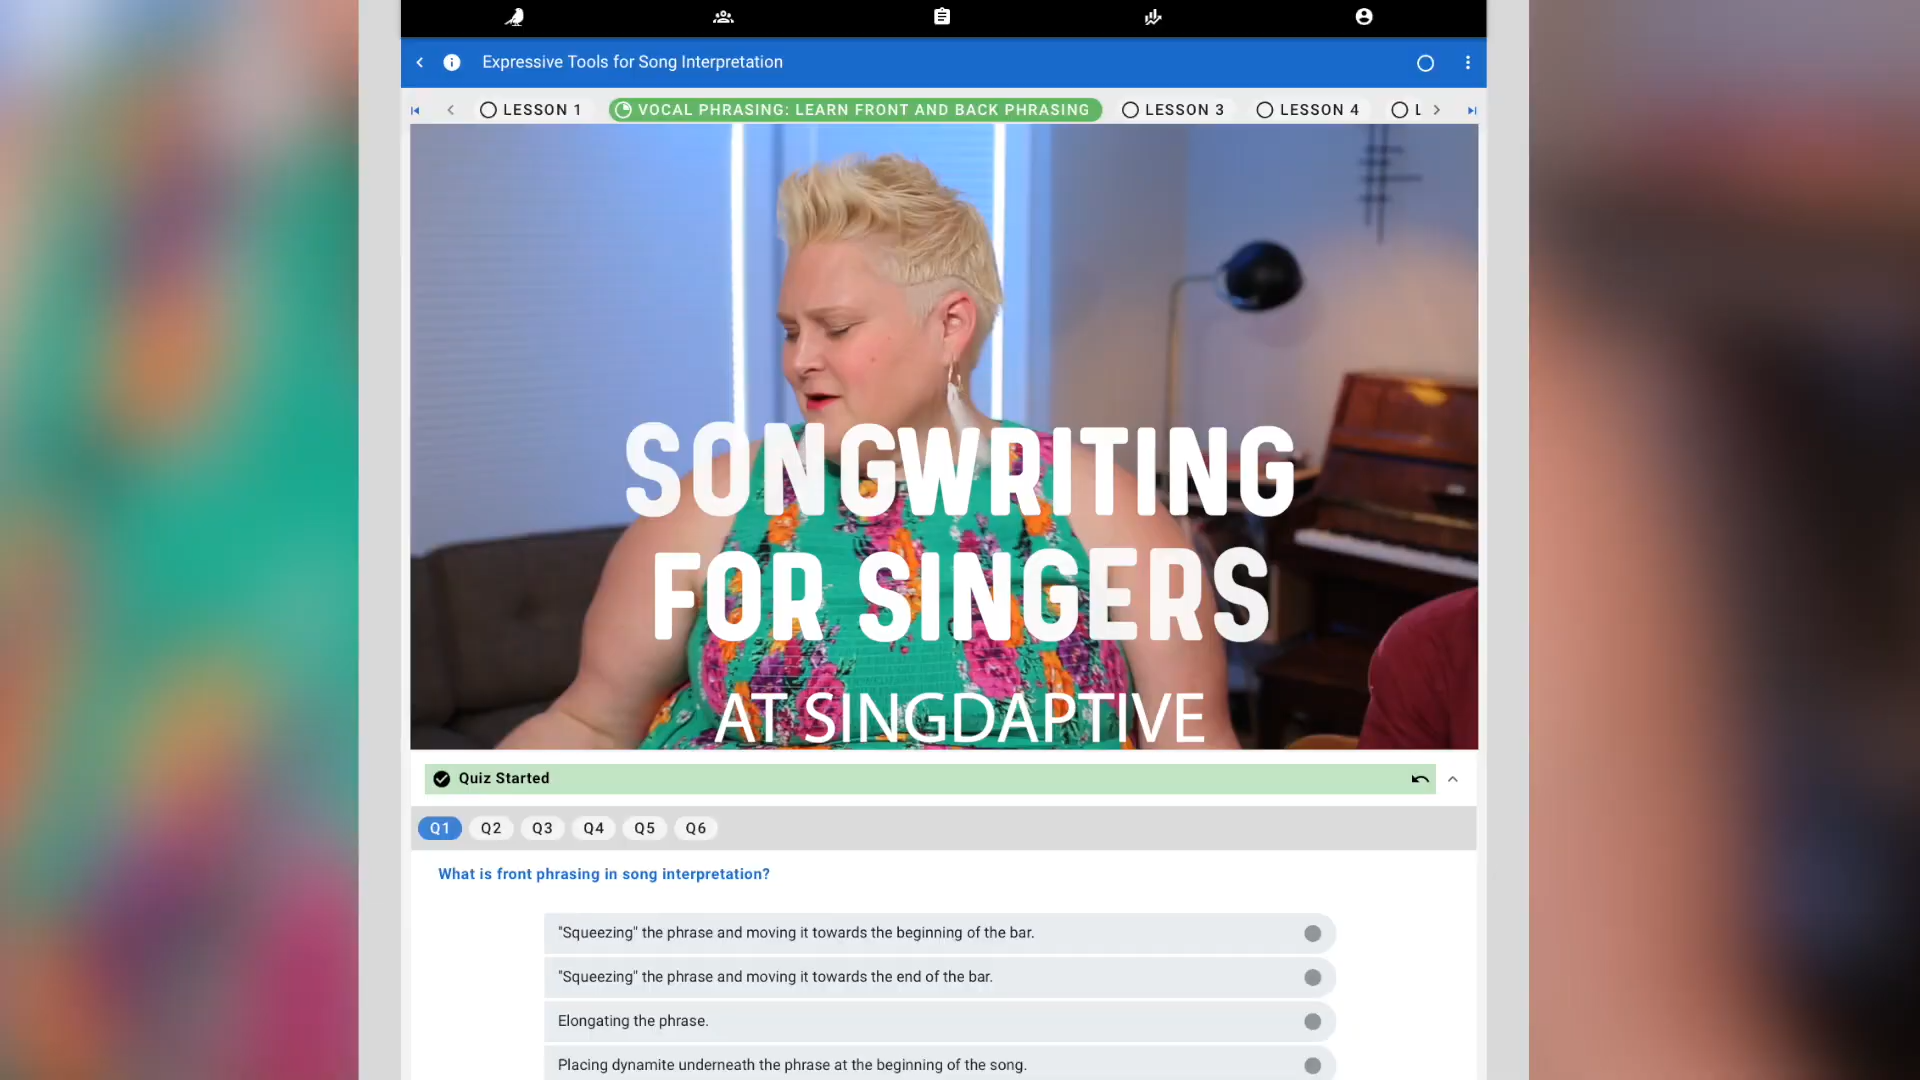 Expressive Tools for Song Interpretation
LESSON 1
VOCAL PHRASING: LEARN FRONT AND BACK PHRASING
LESSON 3
LESSON 4
L
SONGWRITING
FOR SINGERS
AT SINGDAPTIVE
Quiz Started
Q1 Q2 Q3 Q4 Q5 Q6
What is front phrasing in song interpretation?
"Squeezing" the phrase and moving it towards the beginning of the bar.
"Squeezing" the phrase and moving it towards the end of the bar.
Elongating the phrase.
Placing dynamite underneath the phrase at the beginning of the song.